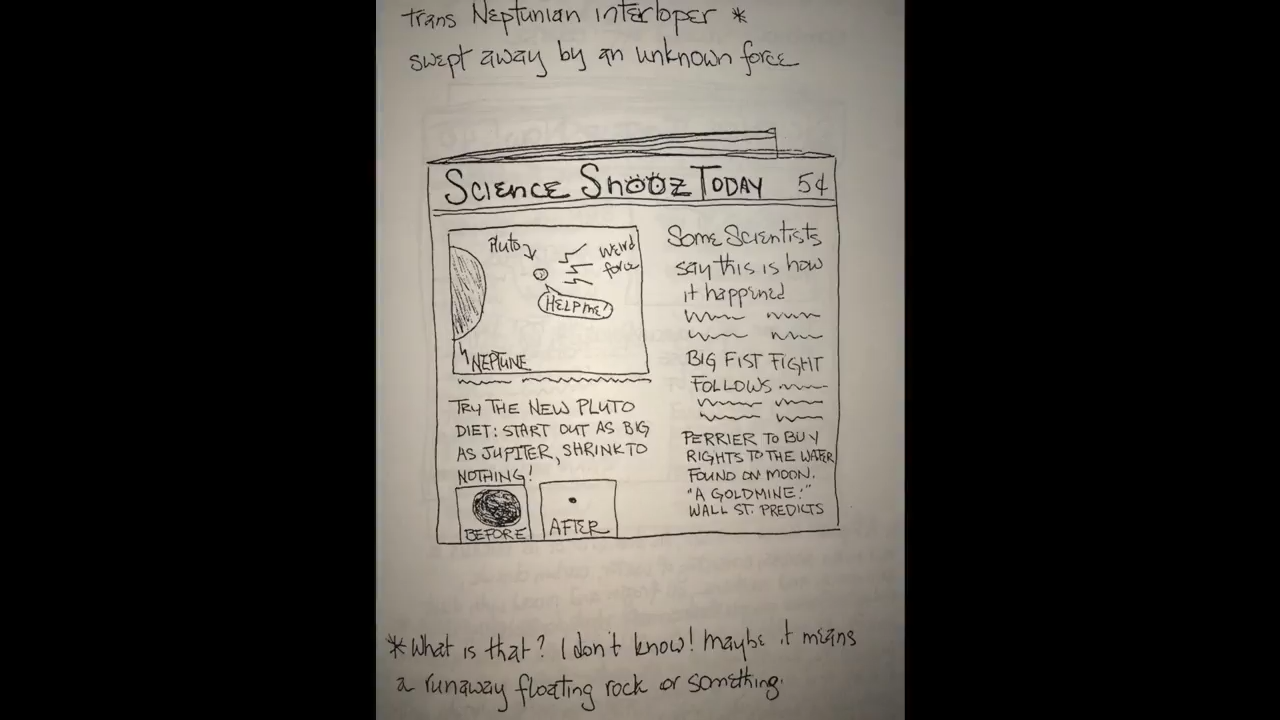 trans Neptunian interloper *
swept away by an unknown force
SCIENCE SNOOZ TODAY 5¢
Pluto
weird
force
HELP ME!
NEPTUNE
TRY THE NEW PLUTO
DIET: START OUT AS BIG
AS JUPITER, SHRINK TO
NOTHING!
BEFORE
AFTER
Some Scientists
say this is how
it happened
BIG FIST FIGHT
FOLLOWS
PERRIER TO BUY
RIGHTS TO THE WATER
FOUND ON MOON.
"A GOLDMINE!"
WALL ST. PREDICTS
*What is that? I don't know! Maybe it means
a runaway floating rock or something.